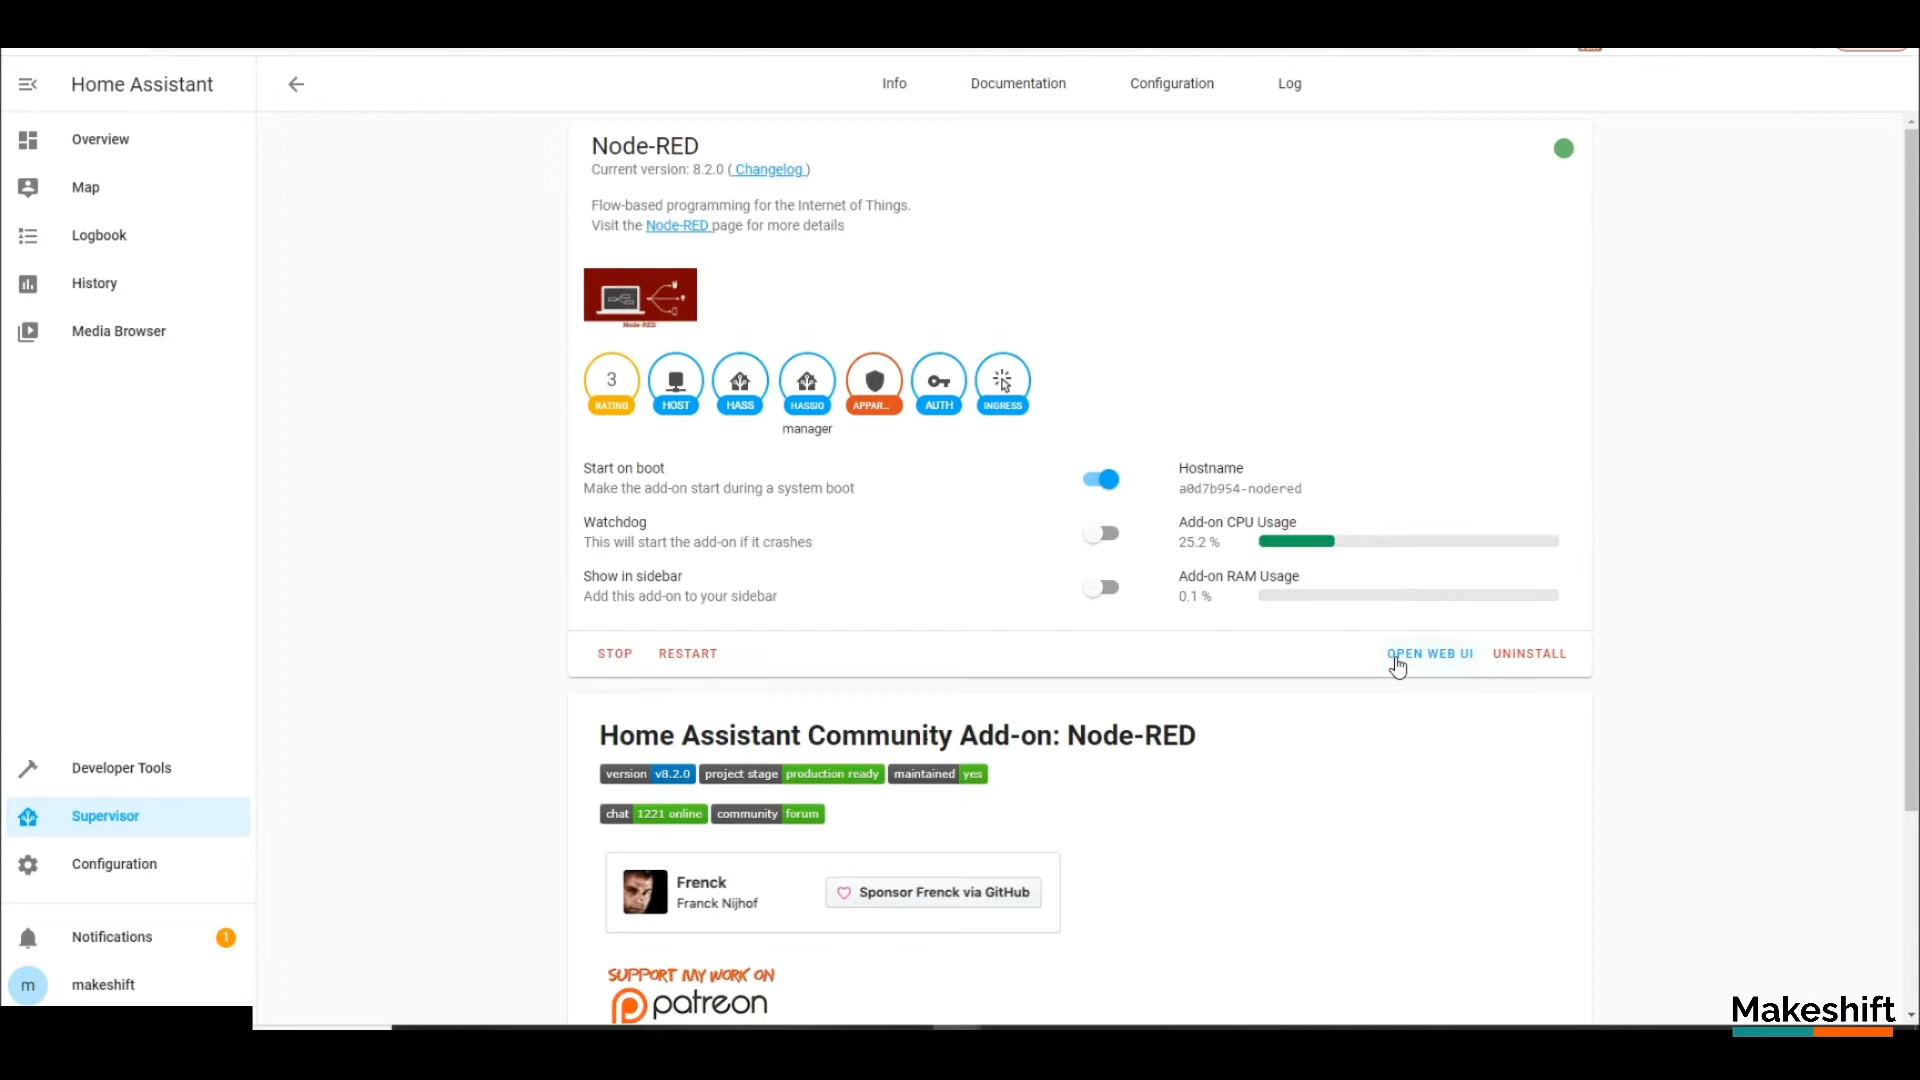 Home Assistant
Info
Documentation
Configuration
Log
Overview
Map
Logbook
History
Media Browser
Developer Tools
Supervisor
Configuration
Notifications
1
m
makeshift
Node-RED
Current version: 8.2.0 ( Changelog )
Flow-based programming for the Internet of Things.
Visit the Node-RED page for more details
Node-RED
3
RATING
HOST
HASS
HASSIO
APPAR...
AUTH
INGRESS
manager
Start on boot
Make the add-on start during a system boot
Watchdog
This will start the add-on if it crashes
Show in sidebar
Add this add-on to your sidebar
Hostname
a0d7b954-nodered
Add-on CPU Usage
25.2 %
Add-on RAM Usage
0.1 %
STOP
RESTART
OPEN WEB UI
UNINSTALL
Home Assistant Community Add-on: Node-RED
version v8.2.0 project stage production ready maintained yes
chat 1221 online community forum
Frenck
Franck Nijhof
Sponsor Frenck via GitHub
SUPPORT MY WORK ON
patreon
Makeshift